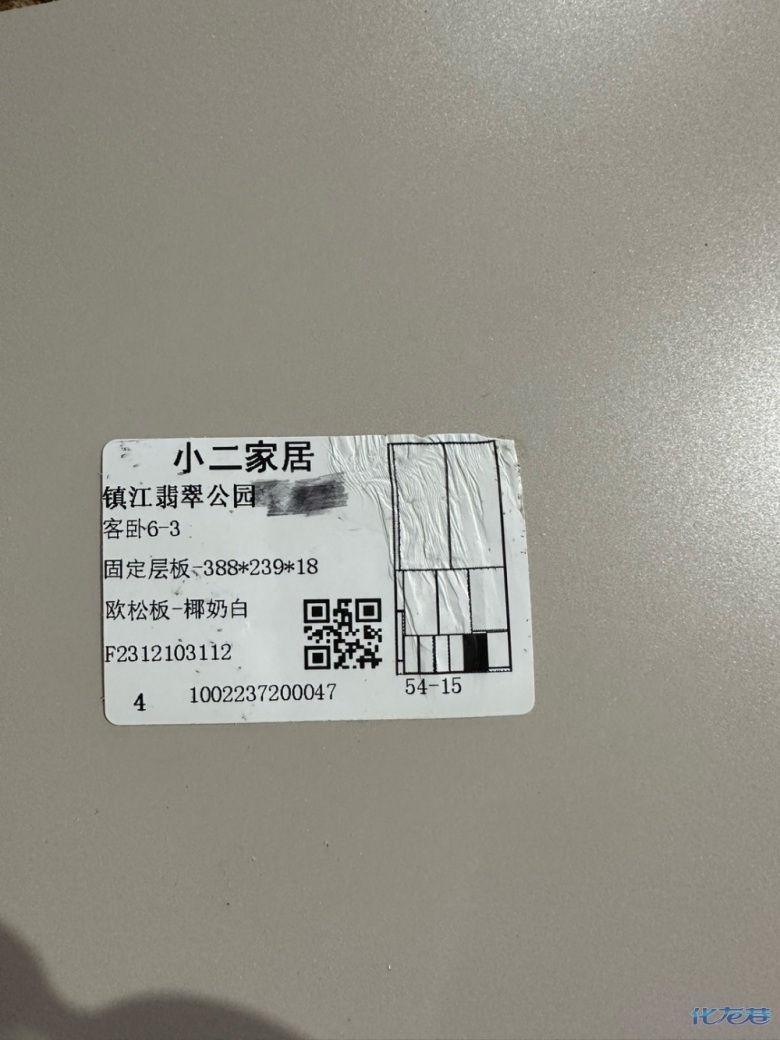 小二家居
镇江翡翠公园
客卧6-3
固定层板-388*239*18
欧松板-椰奶白
F2312103112
4
1002237200047
54-15
化龙巷